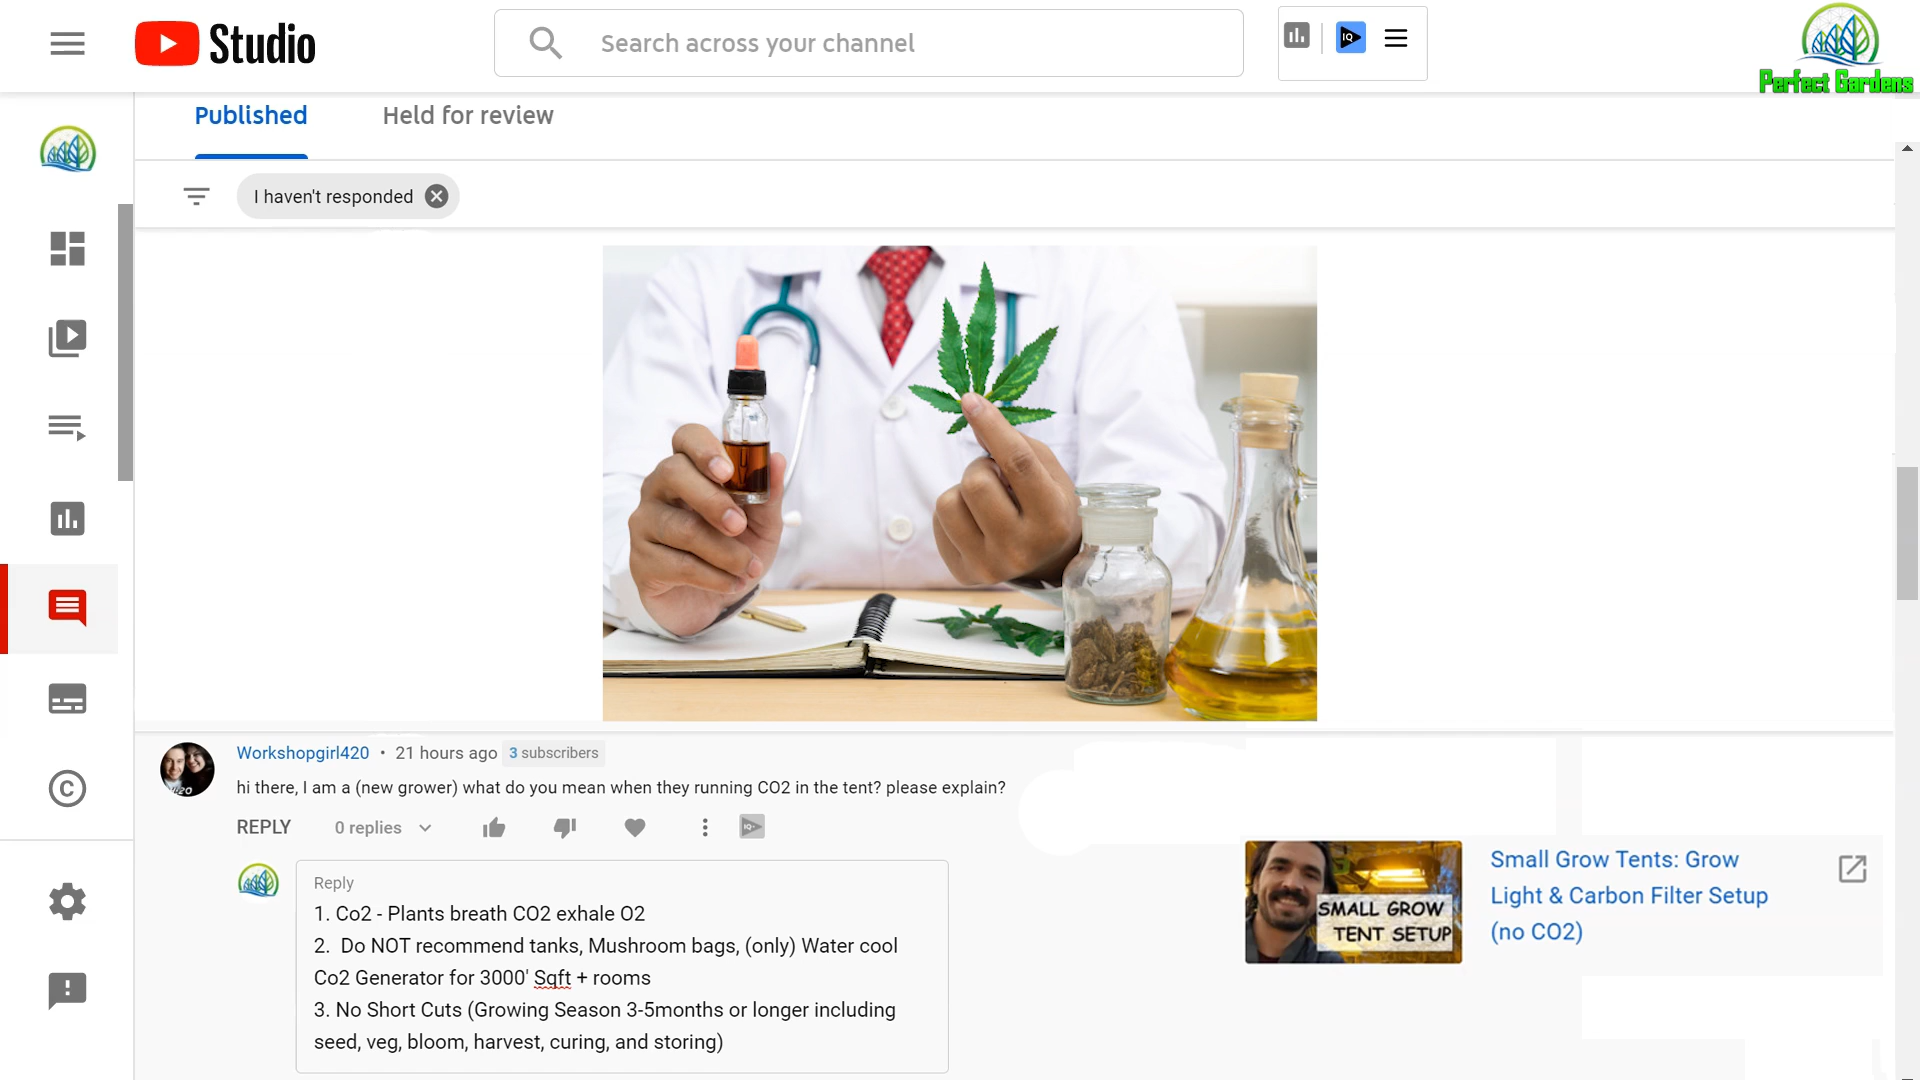 Studio
Search across your channel
IQ
Perfect Gardens
Published
Held for review
I haven't responded
Workshopgirl420 • 21 hours ago 3 subscribers
hi there, I am a (new grower) what do you mean when they running CO2 in the tent? please explain?
REPLY 0 replies
Reply
1. Co2 - Plants breath CO2 exhale O2
2.  Do NOT recommend tanks, Mushroom bags, (only) Water cool
Co2 Generator for 3000' Sqft + rooms
3. No Short Cuts (Growing Season 3-5months or longer including
seed, veg, bloom, harvest, curing, and storing)
SMALL GROW
TENT SETUP
Small Grow Tents: Grow
Light & Carbon Filter Setup
(no CO2)